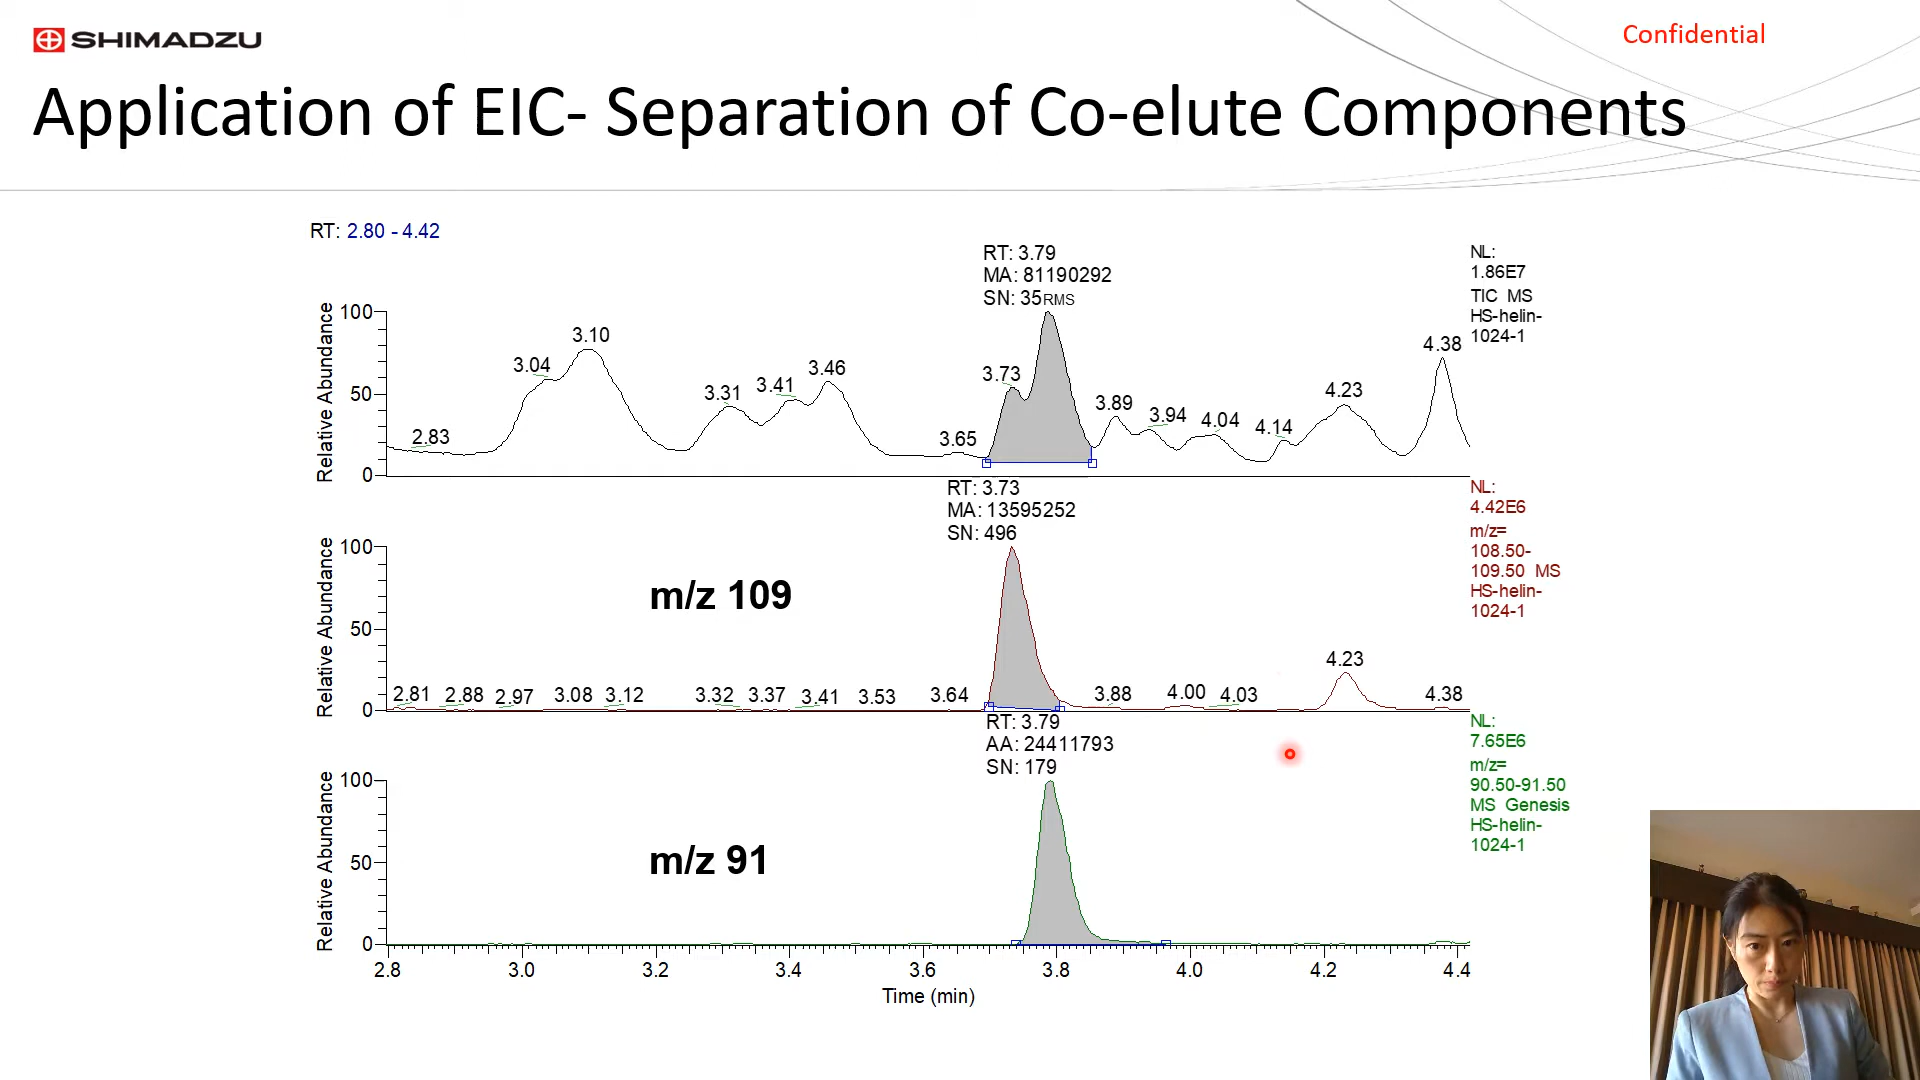 SHIMADZU
Confidential
Application of EIC- Separation of Co-elute Components
RT: 2.80 - 4.42
RT: 3.79
MA: 81190292
SN: 35RMS
NL:
1.86E7
TIC MS
HS-helin-
1024-1
Relative Abundance
100
50
0
2.83
3.04
3.10
3.31
3.41
3.46
3.65
3.73
3.89
3.94
4.04
4.14
4.23
4.38
RT: 3.73
MA: 13595252
SN: 496
NL:
4.42E6
m/z=
108.50-
109.50 MS
HS-helin-
1024-1
Relative Abundance
100
50
0
m/z 109
2.81
2.88
2.97
3.08
3.12
3.32
3.37
3.41
3.53
3.64
3.88
4.00
4.03
4.23
4.38
RT: 3.79
AA: 24411793
SN: 179
NL:
7.65E6
m/z=
90.50-91.50
MS Genesis
HS-helin-
1024-1
Relative Abundance
100
50
0
m/z 91
2.8
3.0
3.2
3.4
3.6
3.8
4.0
4.2
4.4
Time (min)